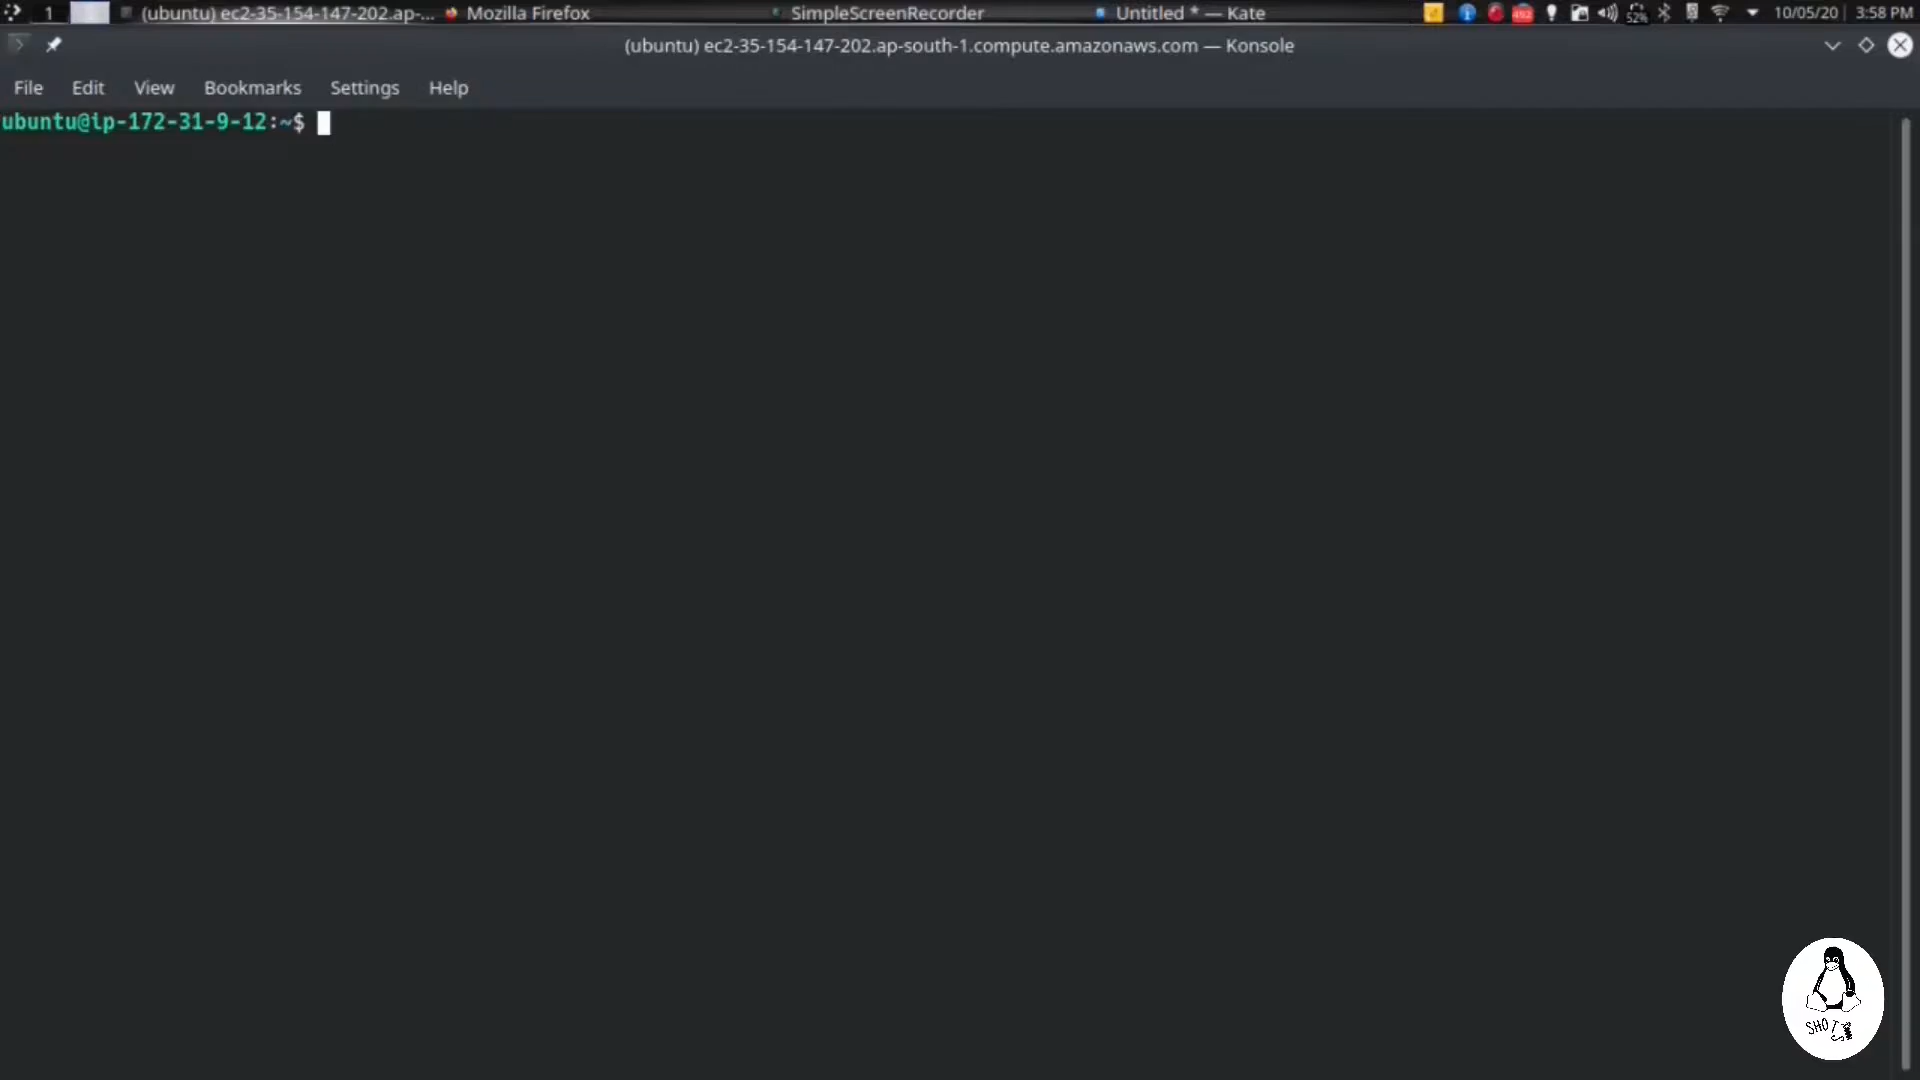 1 (ubuntu) ec2-35-154-147-202.ap-... Mozilla Firefox SimpleScreenRecorder Untitled * — Kate 492 52% 10/05/20 3:58 PM
(ubuntu) ec2-35-154-147-202.ap-south-1.compute.amazonaws.com — Konsole
File Edit View Bookmarks Settings Help
ubuntu@ip-172-31-9-12:~$